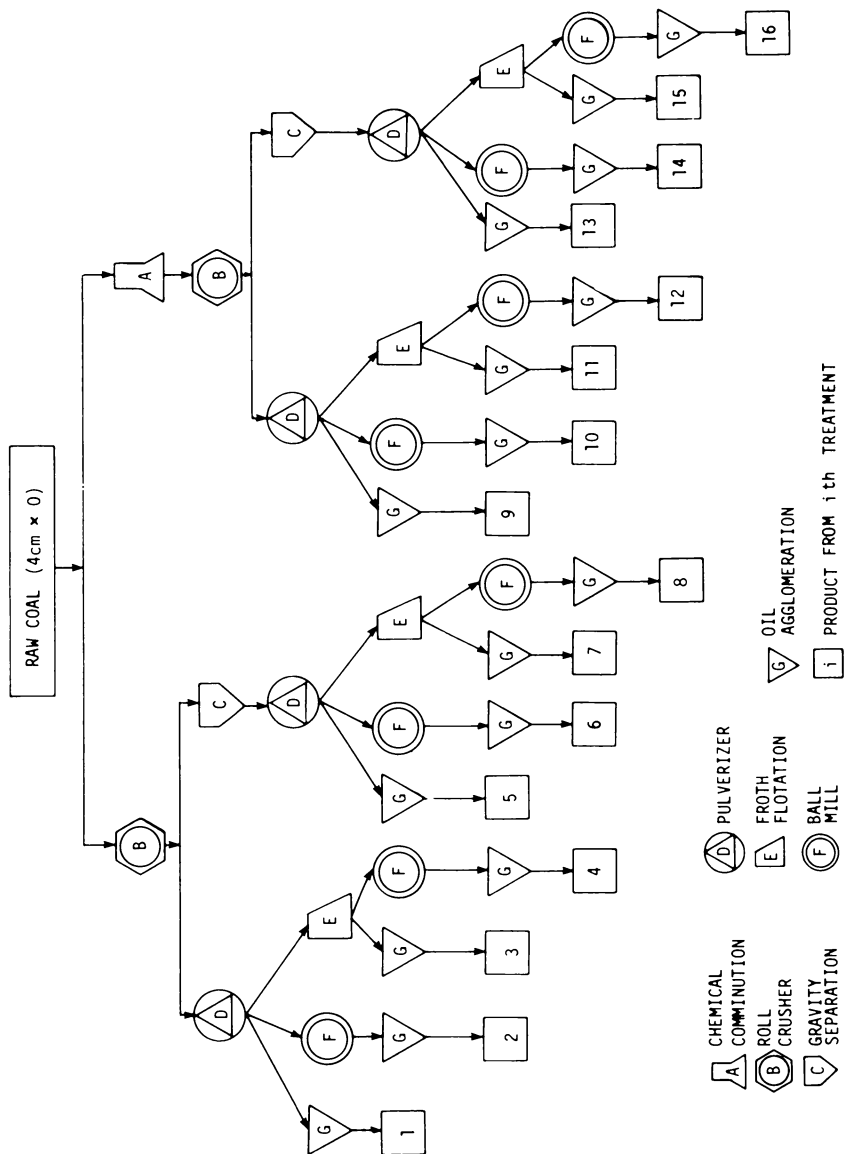 RAW COAL (4cm × 0)
B
A
B
D
C
D
C
G
F
E
D
G
F
E
G
F
E
D
G
G
F
G
F
E
G
G
F
G
F
E
1
G
G
G
G
G
G
G
G
F
G
F
2
3
G
5
G
G
G
9
G
G
G
13
G
G
G
4
6
7
8
10
11
12
14
15
16
A CHEMICAL
COMMINUTION
B ROLL
CRUSHER
C GRAVITY
SEPARATION
D PULVERIZER
E FROTH
FLOTATION
F BALL
MILL
G OIL
AGGLOMERATION
i PRODUCT FROM ith TREATMENT